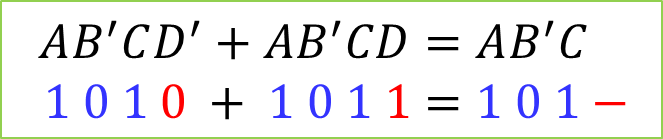 AB′CD′ + AB′CD = AB′C
1 0 1 0 + 1 0 1 1 = 1 0 1 −